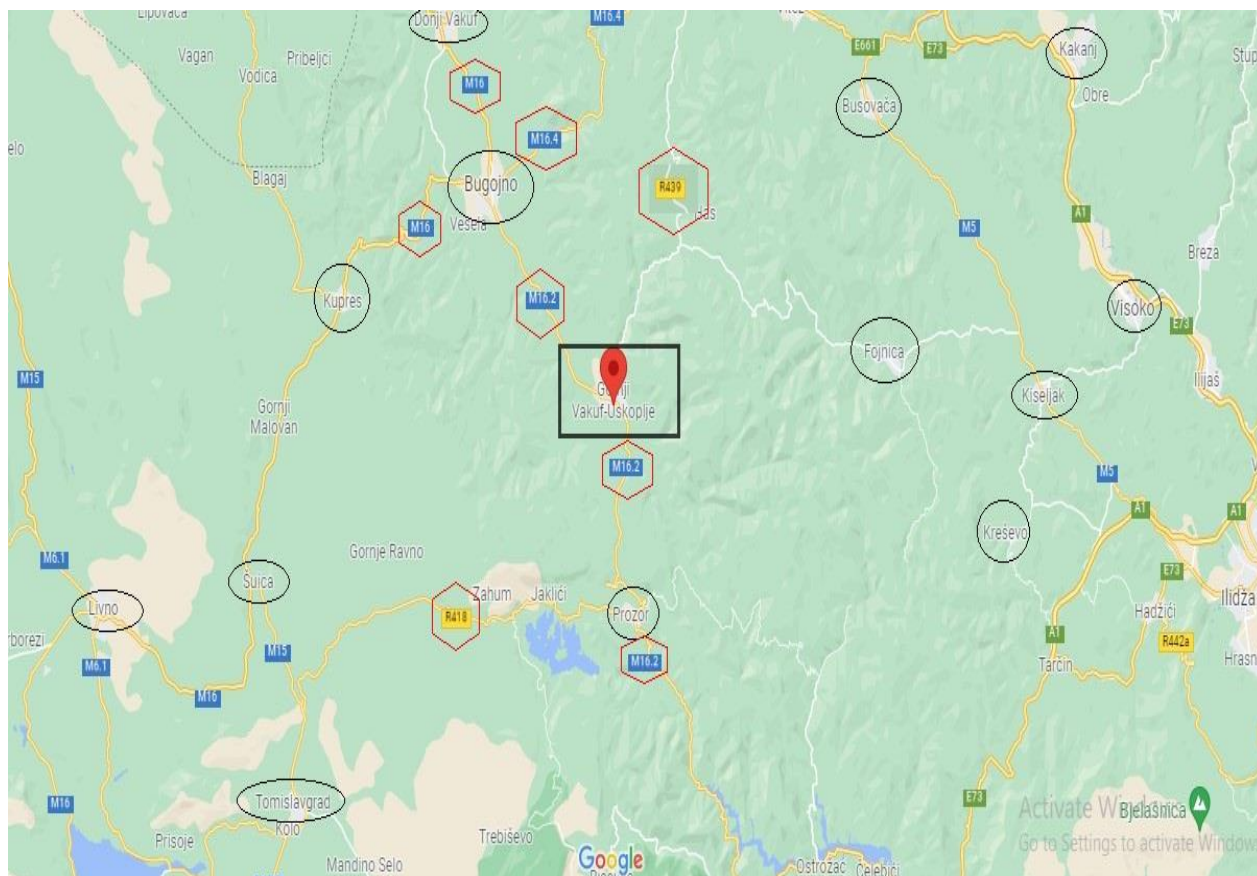 Lipovača
Donji Vakuf
M16.4
Vitez
E661
E73
Kakanj
Vagan
Pribeljci
Vodica
M16
Obre
Stup
Busovača
M16.4
elo
Blagaj
Bugojno
R439
Has
A1
Vesela
M16
M5
Breza
Kupres
M16.2
Visoko
E73
Fojnica
M15
Gornji
Vakuf-Uskoplje
Kiseljak
Ilijaš
Gornji
Malovan
M16.2
M5
A1
A1
Kreševo
M6.1
Gornje Ravno
Šuica
E73
Zahum
Jaklići
Livno
R418
Prozor
Hadžići
Ilidža
orborezi
A1
R442a
M6.1
M15
M16.2
Tarčin
Hrasn
M16
Tomislavgrad
M16
E73
Activate Windows
Bjelašnica
Kolo
Prisoje
Trebiševo
Go to Settings to activate Window
Mandino Selo
Google
Ostrožac
Čelebići